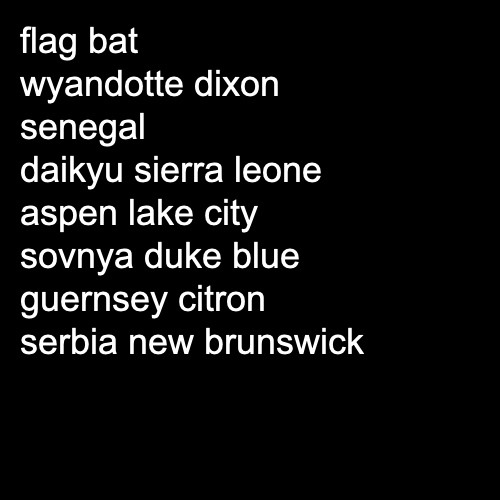 flag bat
wyandotte dixon
senegal
daikyu sierra leone
aspen lake city
sovnya duke blue
guernsey citron
serbia new brunswick